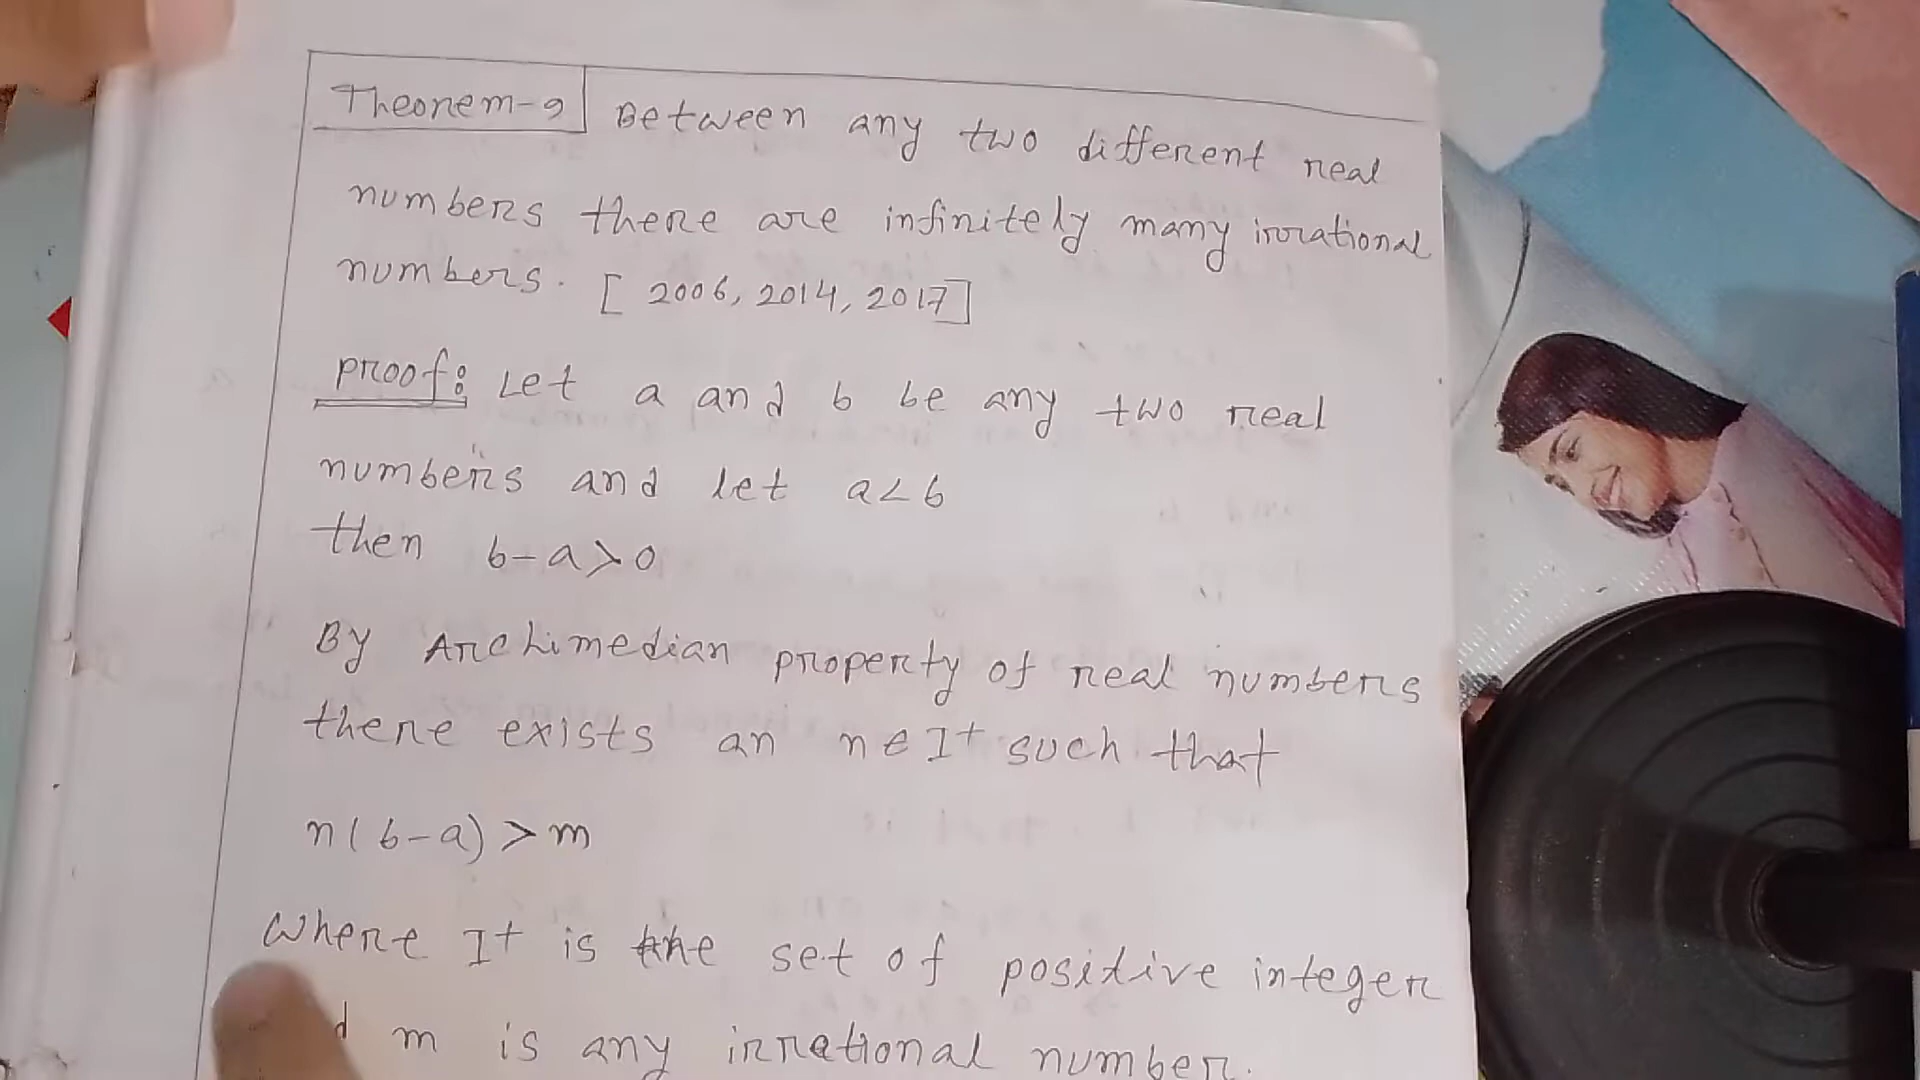 Theorem-9 Between any two different real
numbers there are infinitely many irrational
numbers. [2006, 2014, 2017]
Proof: Let a and b be any two real
numbers and let a<b
then b-a>0
By Archimedian property of real numbers
there exists an n∈I+ such that
n(b-a)>m
where I+ is the set of positive integer
m is any irrational number.